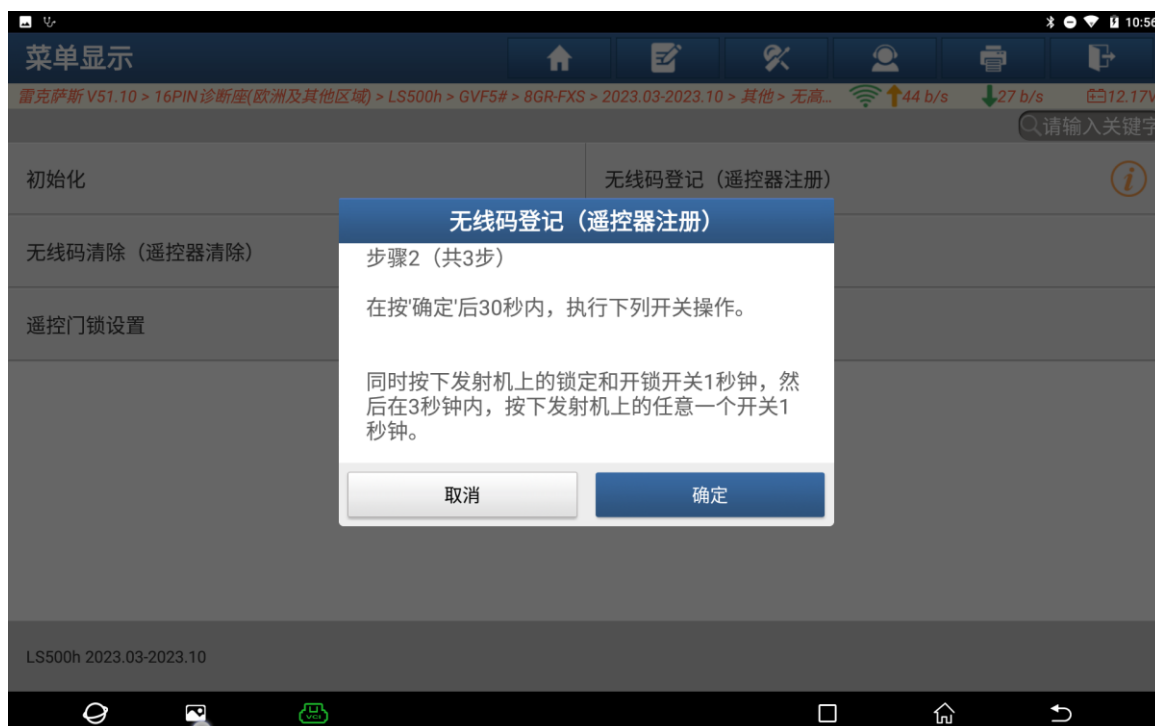 10:56
菜单显示
雷克萨斯 V51.10 > 16PIN诊断座(欧洲及其他区域) > LS500h > GVF5# > 8GR-FXS > 2023.03-2023.10 > 其他 > 无高... 44 b/s 27 b/s 12.17V
请输入关键字
初始化
无线码登记（遥控器注册）
无线码清除（遥控器清除）
遥控门锁设置
无线码登记（遥控器注册）
步骤2（共3步）
在按'确定'后30秒内，执行下列开关操作。
同时按下发射机上的锁定和开锁开关1秒钟，然
后在3秒钟内，按下发射机上的任意一个开关1
秒钟。
取消
确定
LS500h 2023.03-2023.10
VCI